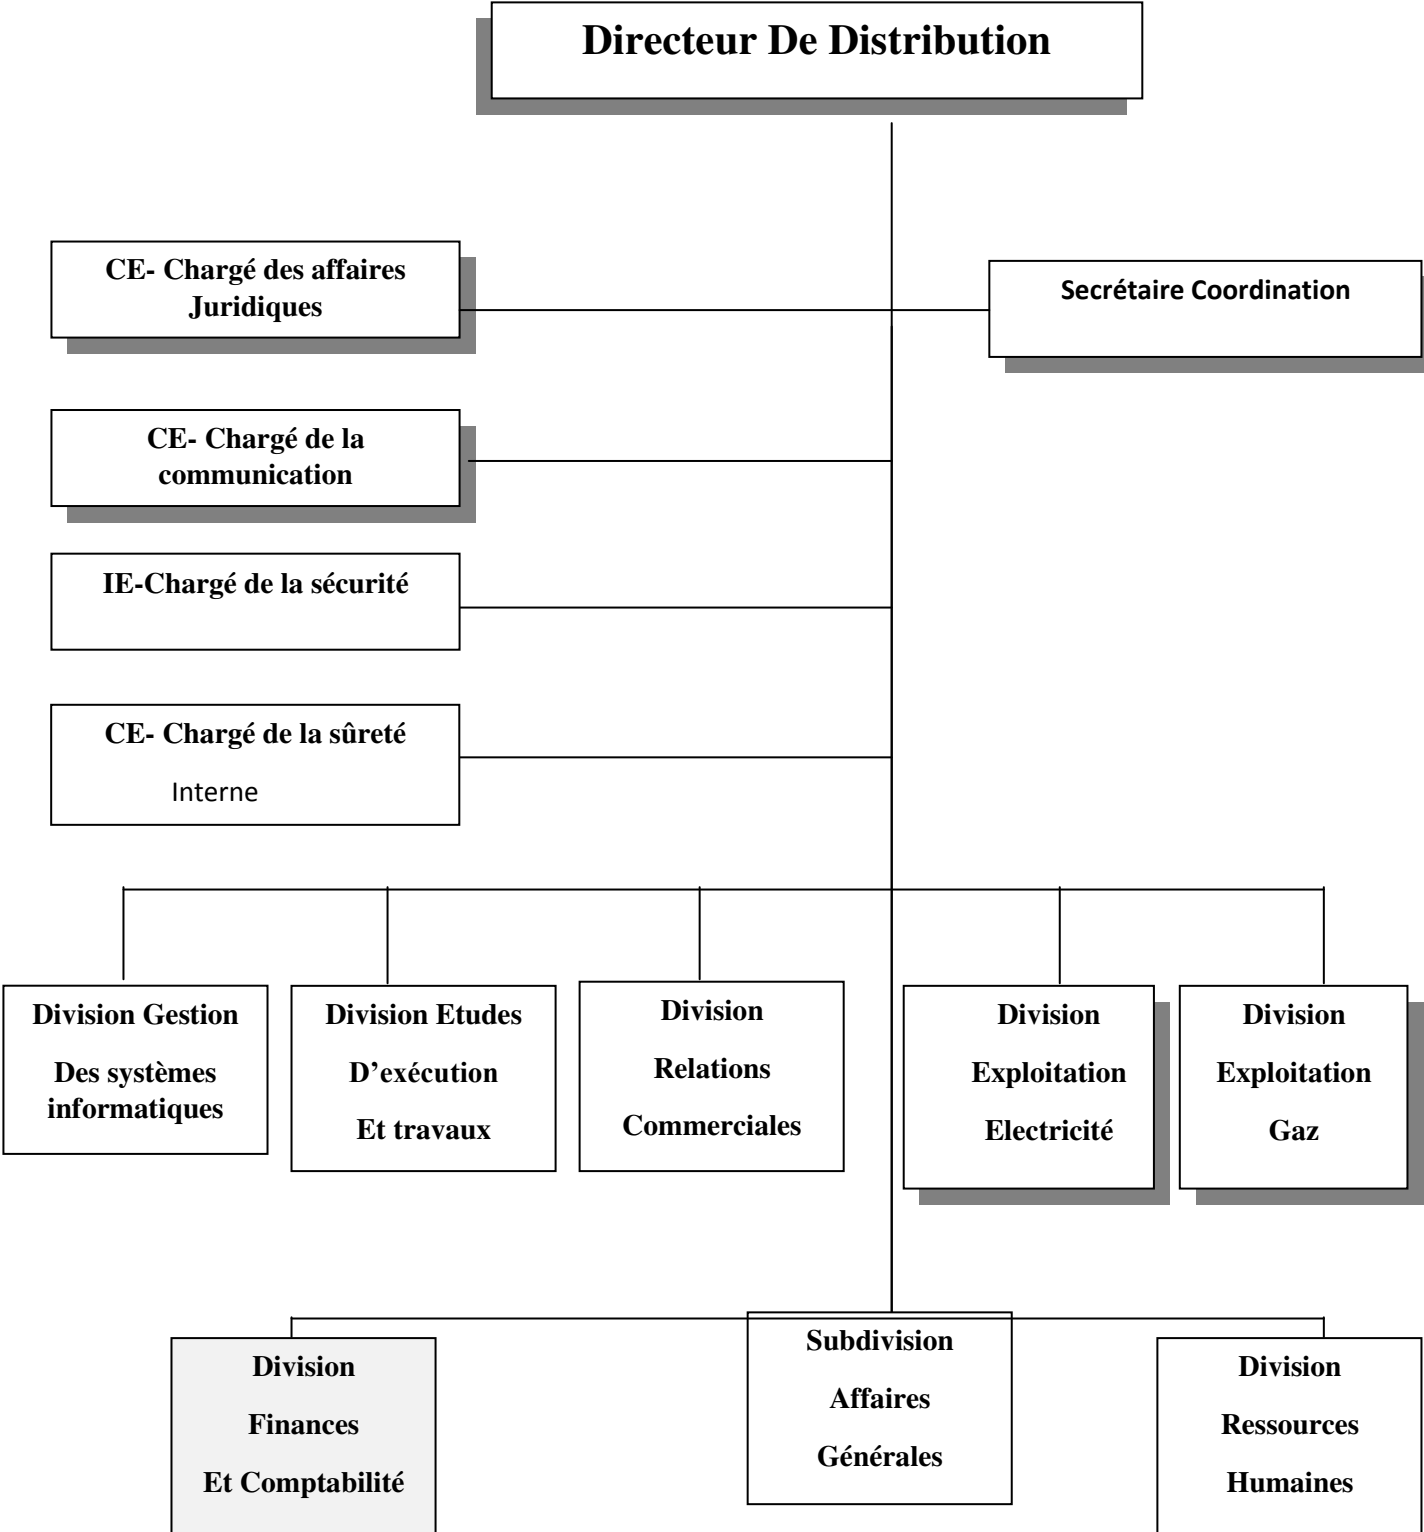 Directeur De Distribution
CE- Chargé des affaires
Juridiques
Secrétaire Coordination
CE- Chargé de la
communication
IE-Chargé de la sécurité
CE- Chargé de la sûreté
Interne
Division Gestion
Des systèmes
informatiques
Division Etudes
D’exécution
Et travaux
Division
Relations
Commerciales
Division
Exploitation
Electricité
Division
Exploitation
Gaz
Division
Finances
Et Comptabilité
Subdivision
Affaires
Générales
Division
Ressources
Humaines